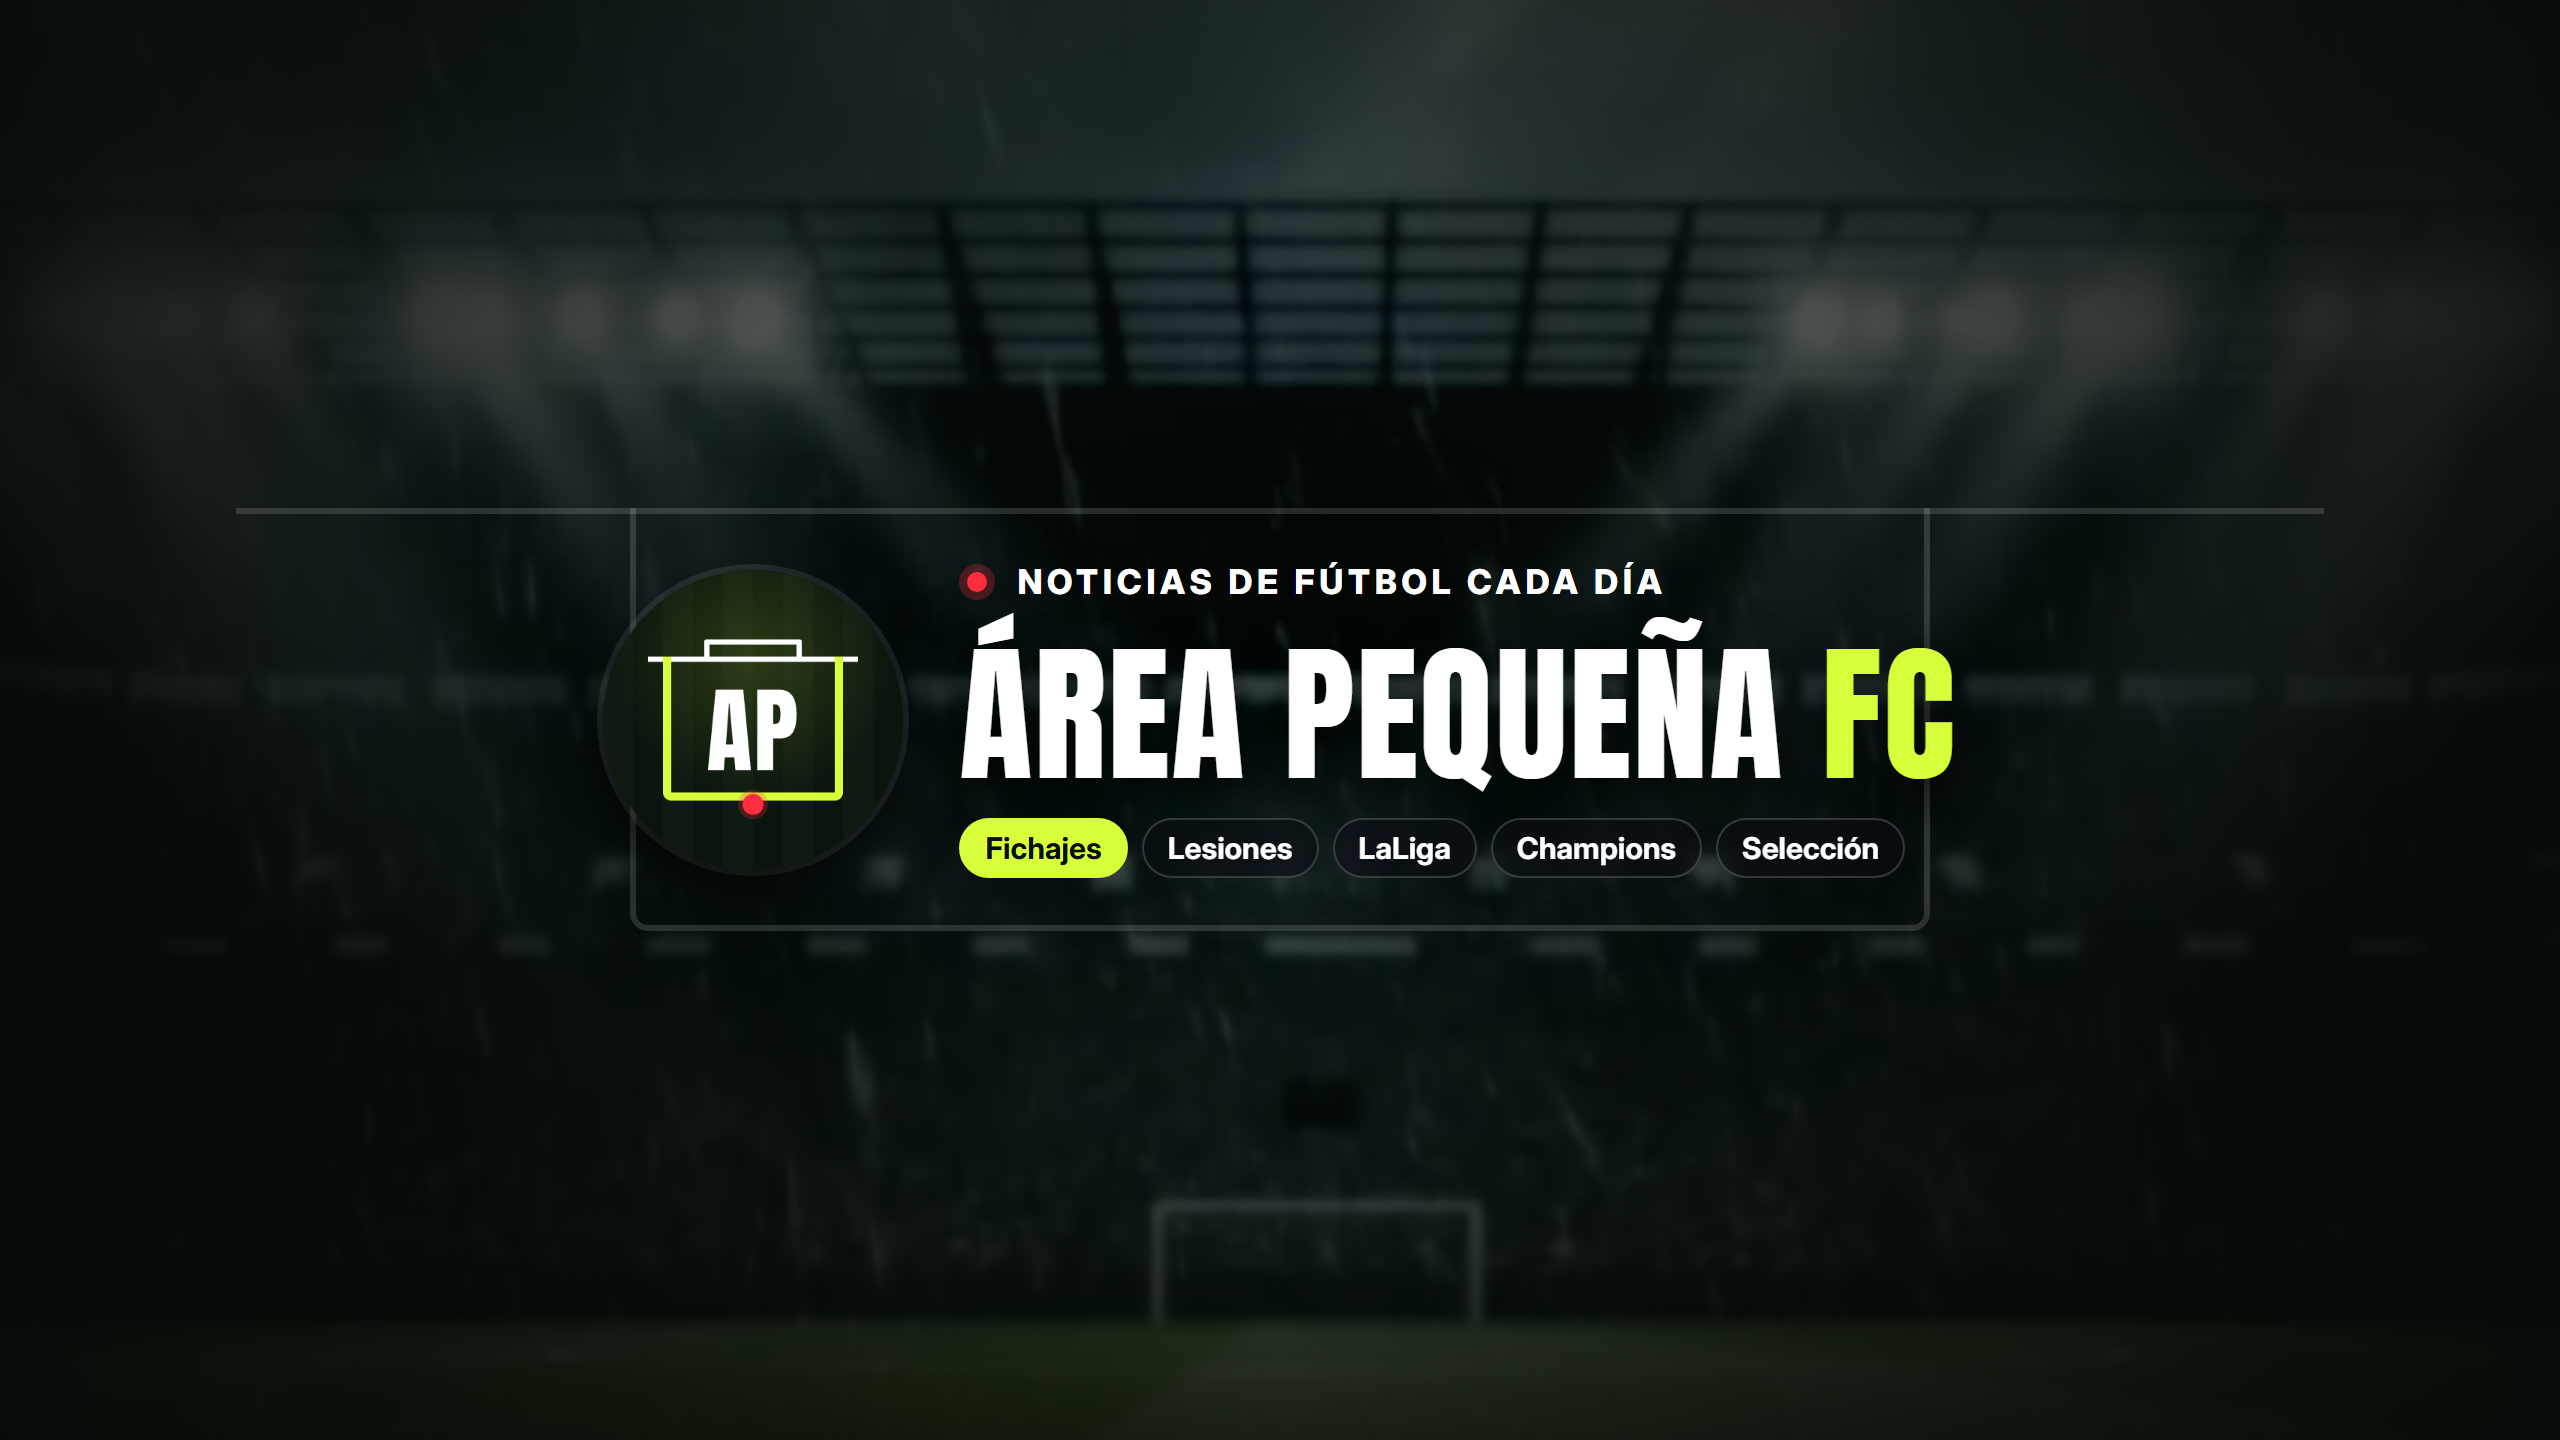 NOTICIAS DE FÚTBOL CADA DÍA
AP
ÁREA PEQUEÑA FC
Fichajes Lesiones LaLiga Champions Selección